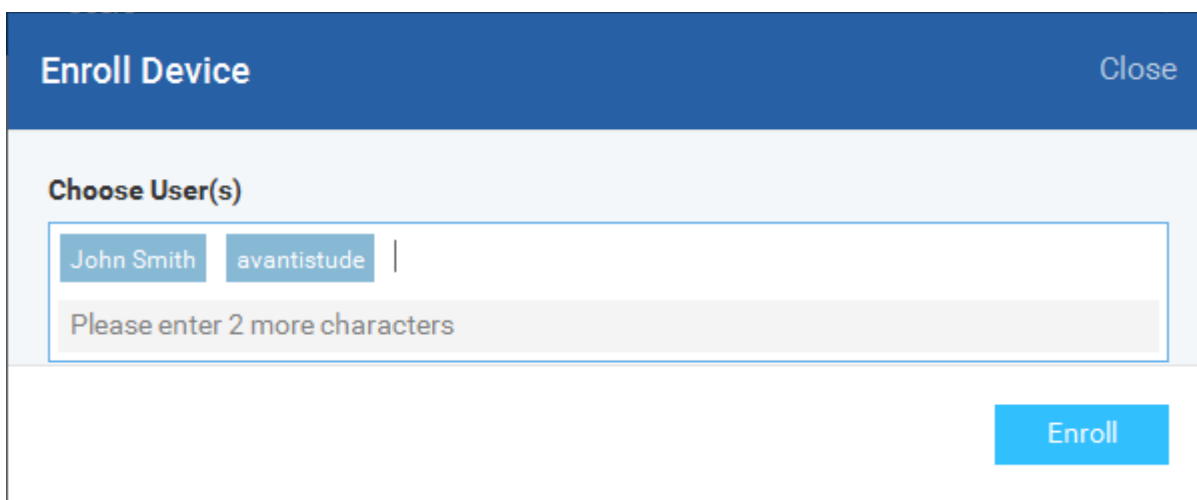 Enroll Device Close
Choose User(s)
John Smith avantistude
Please enter 2 more characters
Enroll